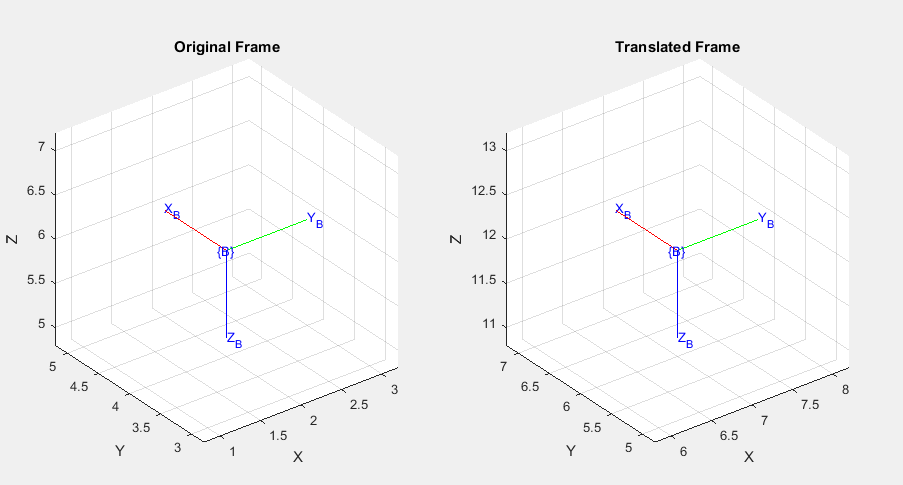 Original Frame
7
6.5
6
5.5
5
Z
X_B
Y_B
{B}
Z_B
5
4.5
4
3.5
3
Y
1
1.5
2
2.5
3
X
Translated Frame
13
12.5
12
11.5
11
Z
X_B
Y_B
{B}
Z_B
7
6.5
6
5.5
5
Y
6
6.5
7
7.5
8
X